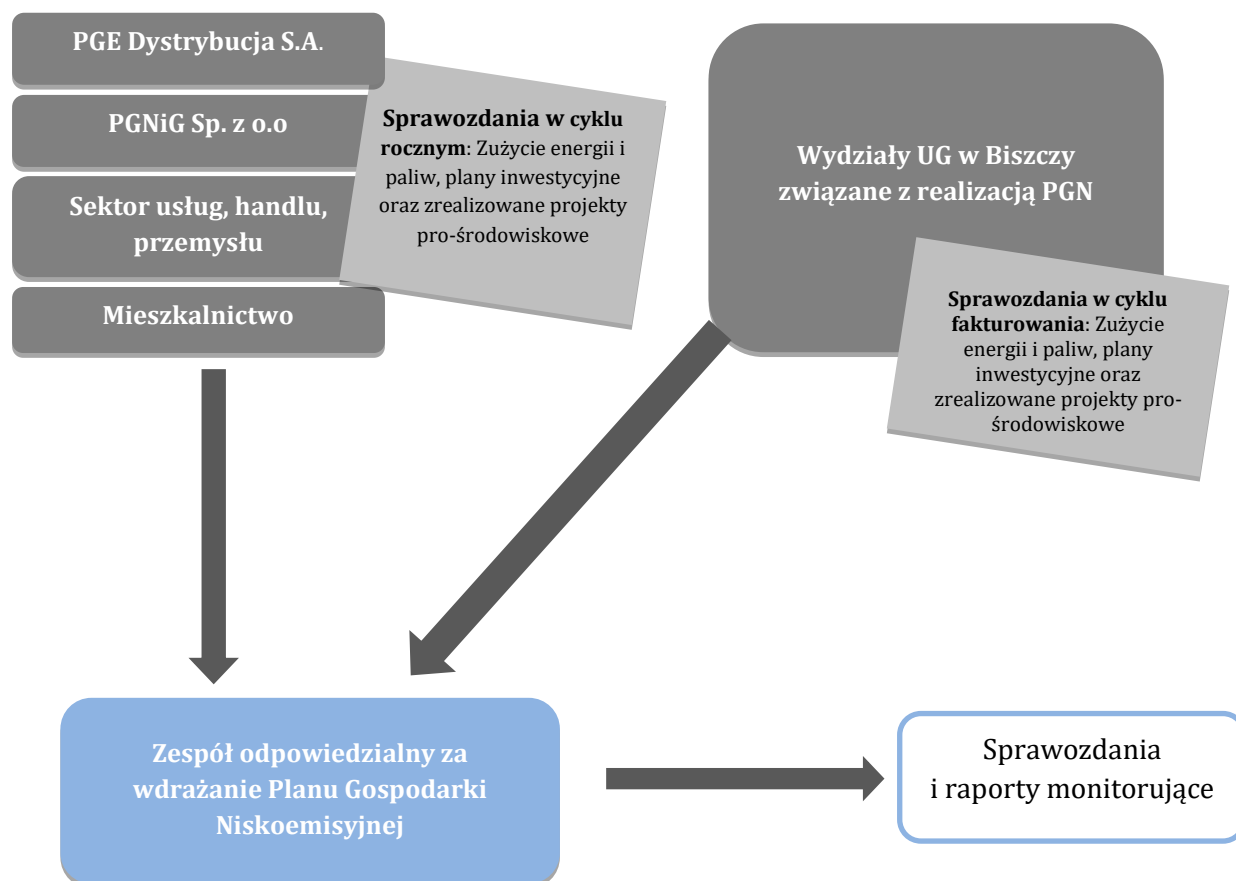 PGE Dystrybucja S.A.
PGNiG Sp. z o.o
Sektor usług, handlu,
przemysłu
Mieszkalnictwo
Sprawozdania w cyklu
rocznym: Zużycie energii i
paliw, plany inwestycyjne
oraz zrealizowane projekty
pro-środowiskowe
Wydziały UG w Biszczy
związane z realizacją PGN
Sprawozdania w cyklu
fakturowania: Zużycie
energii i paliw, plany
inwestycyjne oraz
zrealizowane projekty pro-
środowiskowe
Zespół odpowiedzialny za
wdrażanie Planu Gospodarki
Niskoemisyjnej
Sprawozdania
i raporty monitorujące